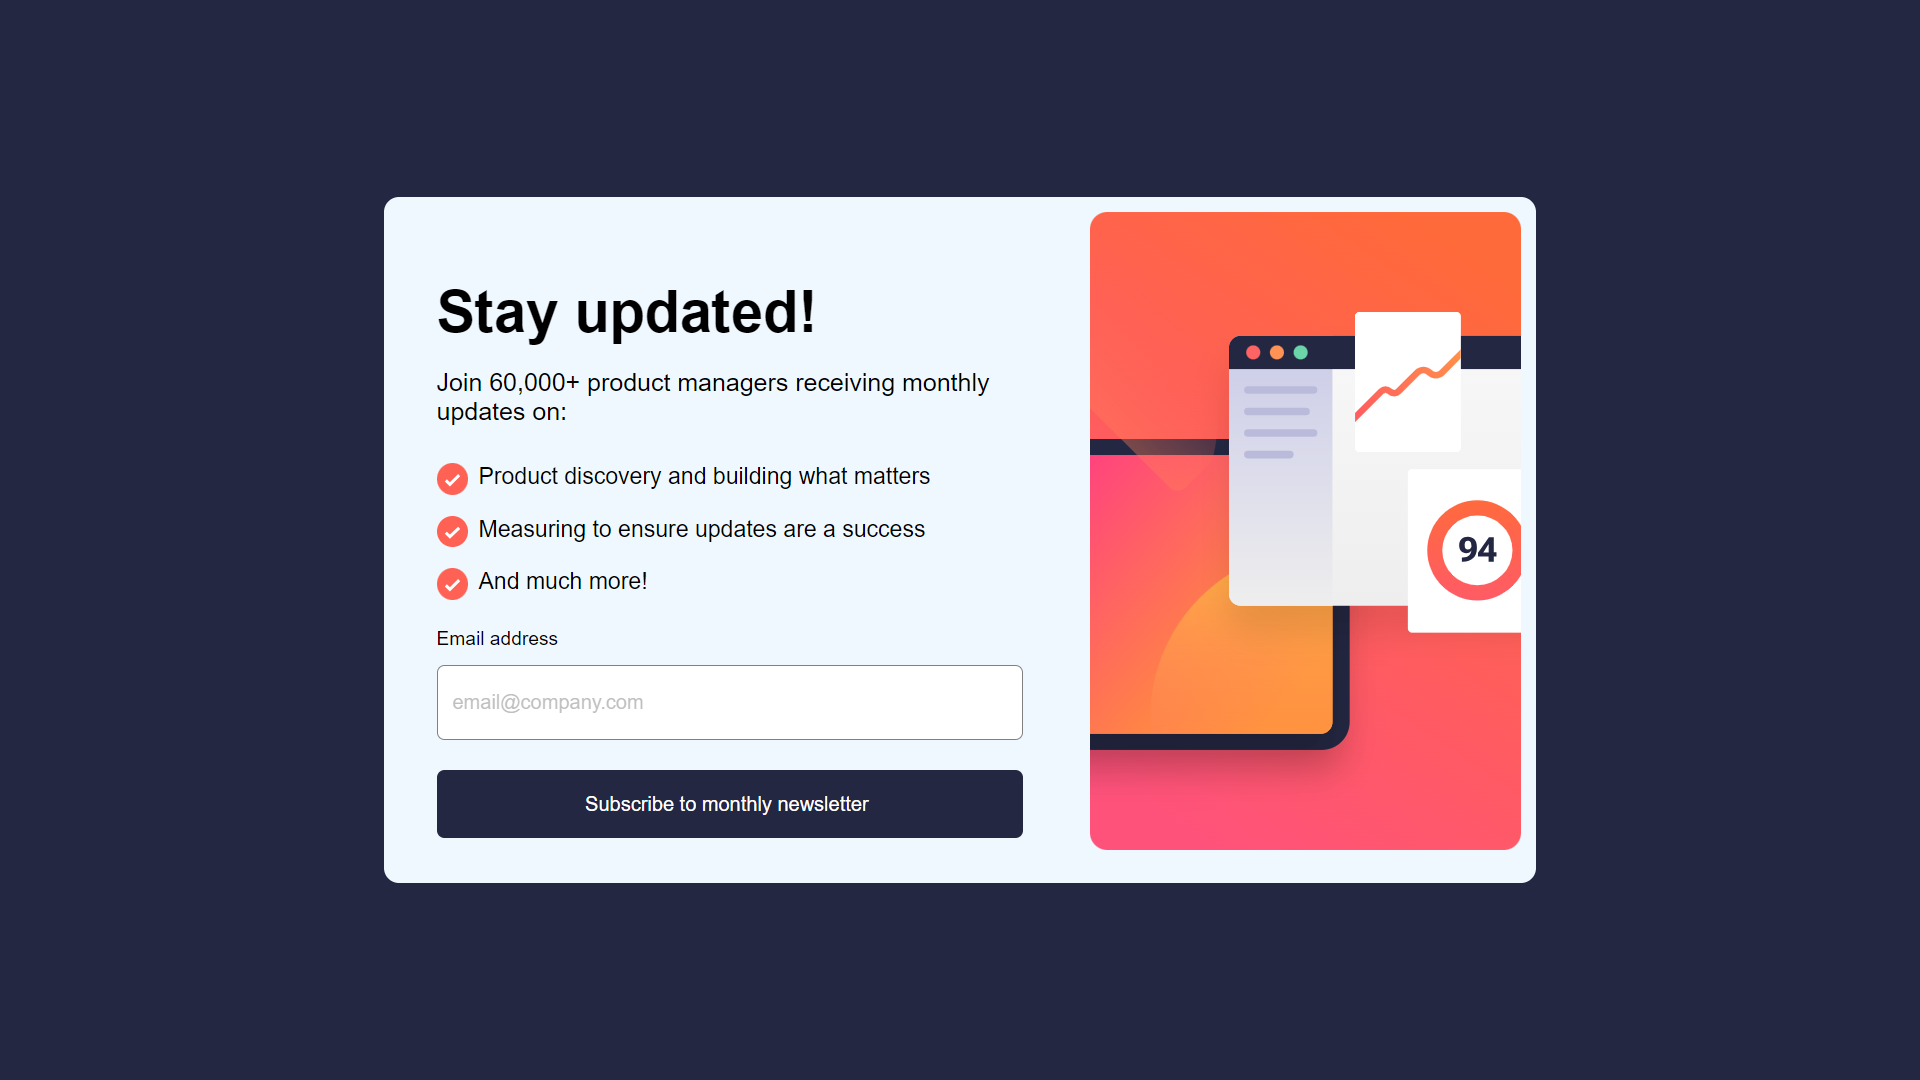 Stay updated!
Join 60,000+ product managers receiving monthly
updates on:
Product discovery and building what matters
Measuring to ensure updates are a success
And much more!
Email address
email@company.com
Subscribe to monthly newsletter
94